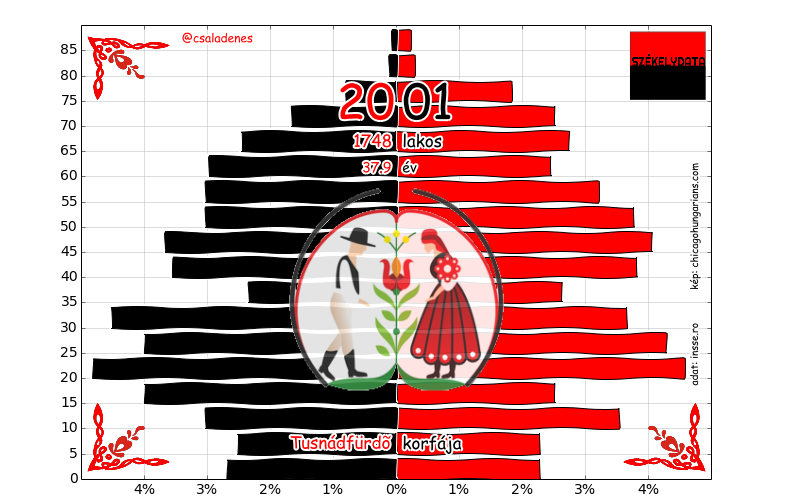 @csaladenes
SZÉKELYDATA
2001
1748 lakos
37.9 év
kép: chicagohungarians.com
adat: insse.ro
Tusnádfürdő korfája
85
80
75
70
65
60
55
50
45
40
35
30
25
20
15
10
5
0
4% 3% 2% 1% 0% 1% 2% 3% 4%